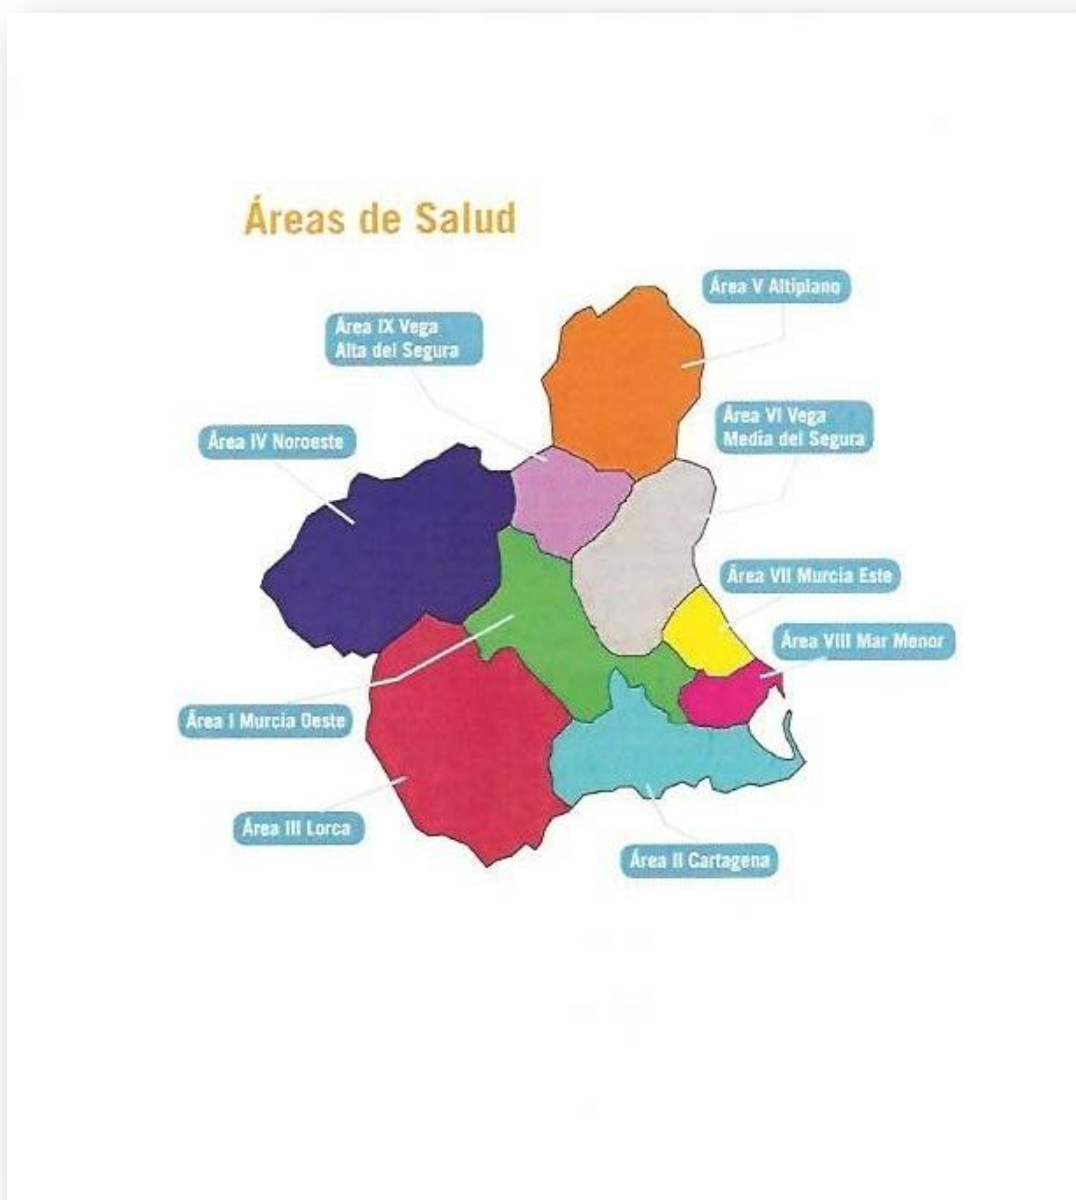 Áreas de Salud
Área V Altiplano
Área IX Vega
Alta del Segura
Área VI Vega
Media del Segura
Área IV Noroeste
Área VII Murcia Este
Área VIII Mar Menor
Área I Murcia Oeste
Área III Lorca
Área II Cartagena